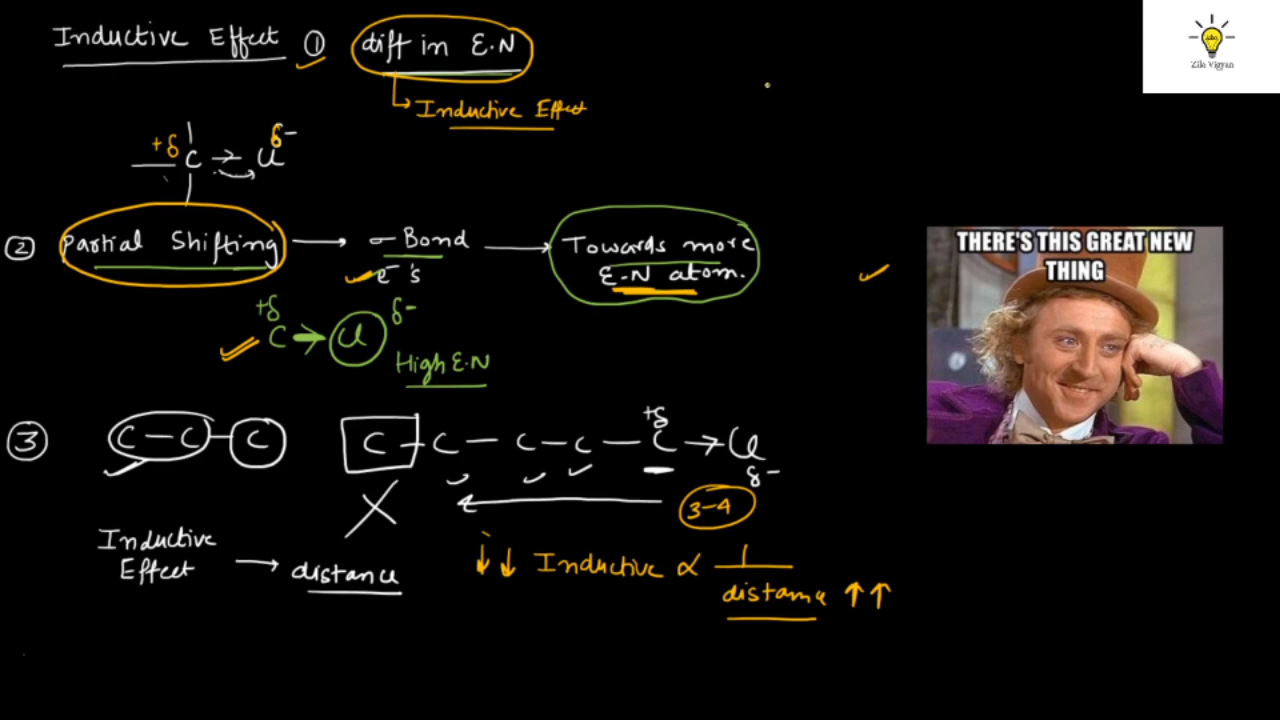 Inductive Effect ① diff in E.N
Inductive Effect
+δ C → Cl δ-
② Partial Shifting → σ-Bond e-'s → Towards more E-N atom.
+δ C → Cl δ-
High E.N
③ C-C-C C-C-C-C-C→Cl
+δ
δ-
3-4
Inductive Effect → distance
↓↓ Inductive ∝ 1/distance ↑↑
THERE'S THIS GREAT NEW
THING
Zila Vigyan